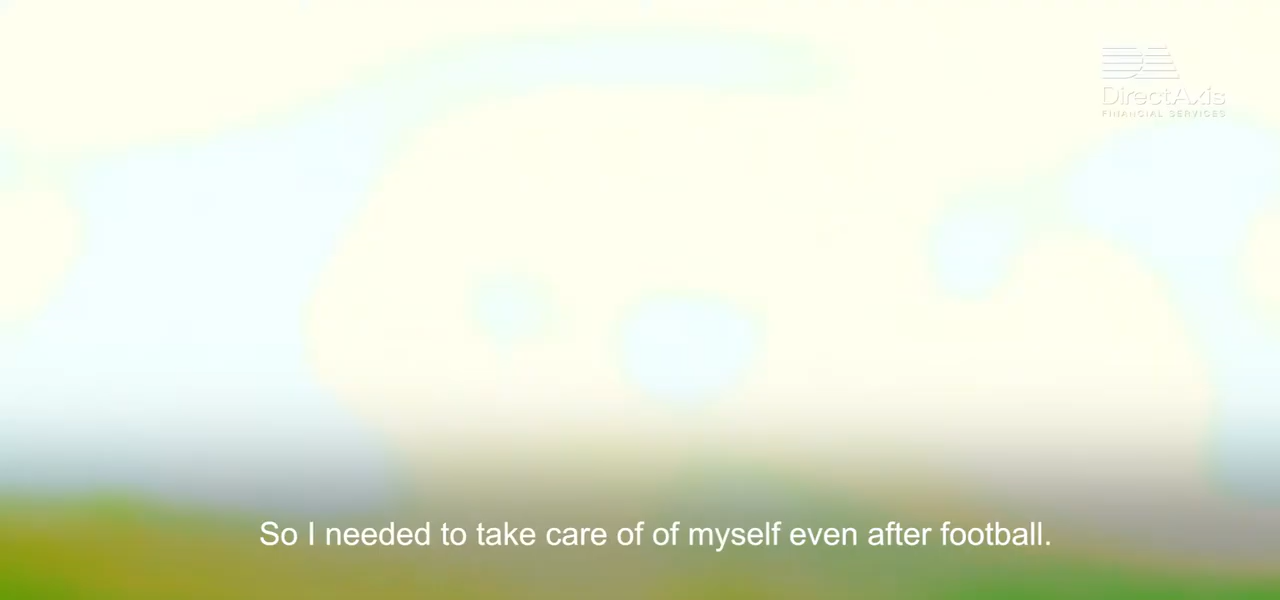 DirectAxis
FINANCIAL SERVICES
So I needed to take care of of myself even after football.